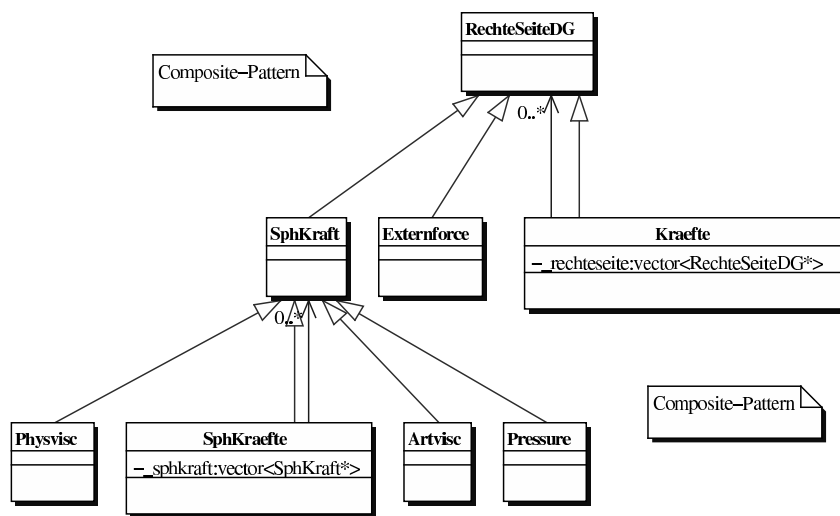 RechteSeiteDG
Composite-Pattern
0..*
SphKraft
Externforce
Kraefte
-_rechteseite:vector<RechteSeiteDG*>
0..*
Composite-Pattern
Physvisc
SphKraefte
-_sphkraft:vector<SphKraft*>
Artvisc
Pressure